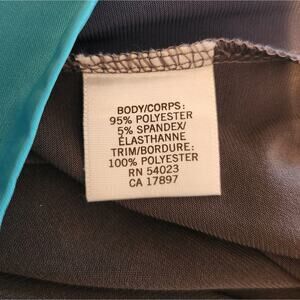 BODY/CORPS:
95% POLYESTER
5% SPANDEX/
ÉLASTHANNE
TRIM/BORDURE:
100% POLYESTER
RN 54023
CA 17897